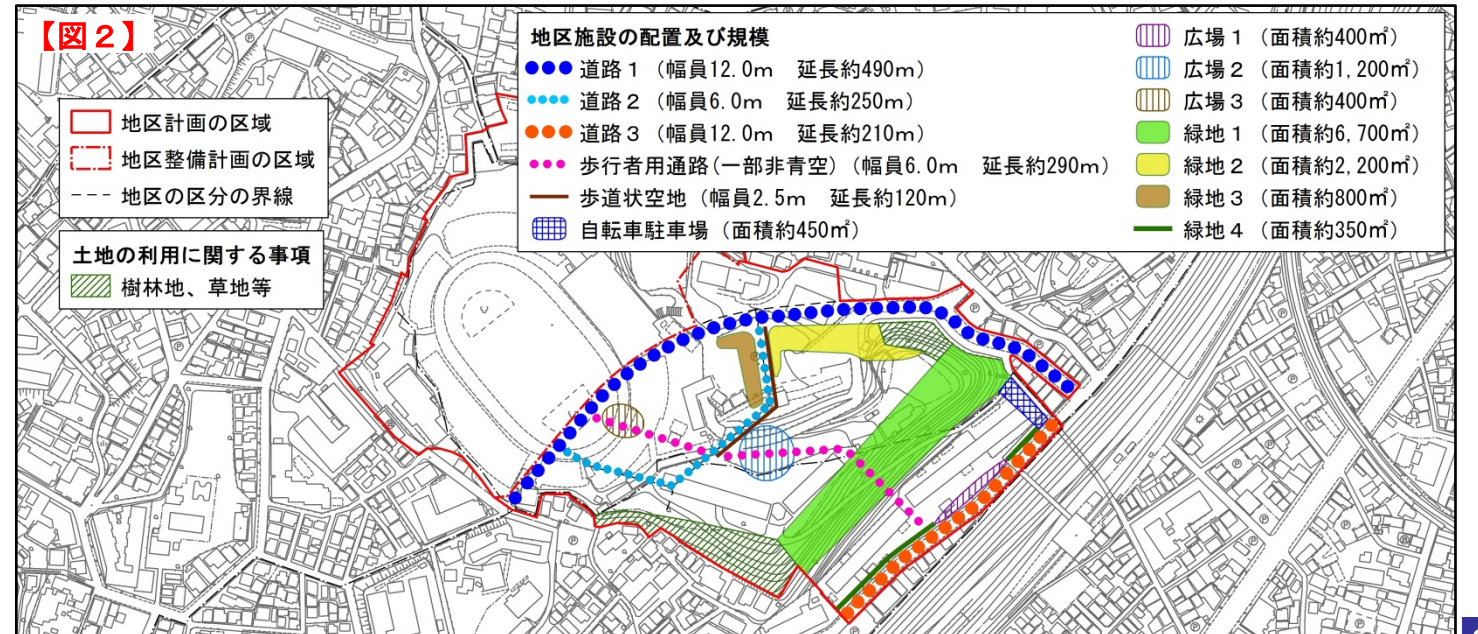 【図２】
地区計画の区域
地区整備計画の区域
地区の区分の界線
土地の利用に関する事項
樹林地、草地等
地区施設の配置及び規模
道路１（幅員12.0m　延長約490m）
道路２（幅員6.0m　延長約250m）
道路３（幅員12.0m　延長約210m）
歩行者用通路(一部非青空)（幅員6.0m　延長約290m）
歩道状空地（幅員2.5m　延長約120m）
自転車駐車場（面積約450㎡）
広場１（面積約400㎡）
広場２（面積約1,200㎡）
広場３（面積約400㎡）
緑地１（面積約6,700㎡）
緑地２（面積約2,200㎡）
緑地３（面積約800㎡）
緑地４（面積約350㎡）